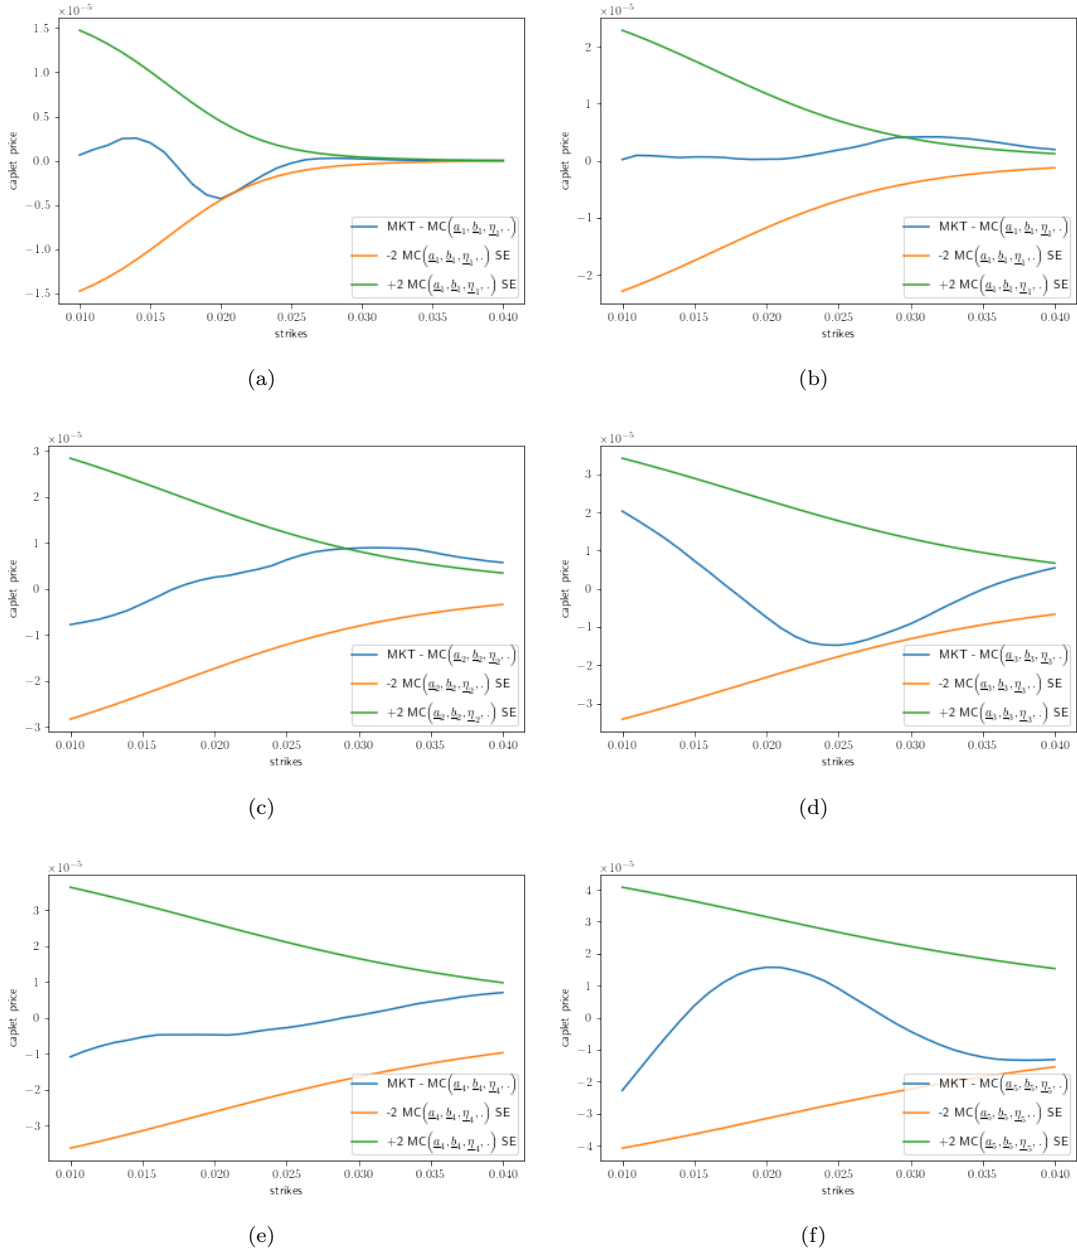 ×10⁻⁵
1.5
1.0
0.5
0.0
−0.5
−1.0
−1.5
caplet price
MKT - MC(a₁, b₁, η₁, .)
-2 MC(a₁, b₁, η₁, .) SE
+2 MC(a₁, b₁, η₁, .) SE
0.010 0.015 0.020 0.025 0.030 0.035 0.040
strikes
(a)
×10⁻⁵
2
1
0
−1
−2
caplet price
MKT - MC(a₁, b₁, η₁, .)
-2 MC(a₁, b₁, η₁, .) SE
+2 MC(a₁, b₁, η₁, .) SE
0.010 0.015 0.020 0.025 0.030 0.035 0.040
strikes
(b)
×10⁻⁵
3
2
1
0
−1
−2
−3
caplet price
MKT - MC(a₂, b₂, η₂, .)
-2 MC(a₂, b₂, η₂, .) SE
+2 MC(a₂, b₂, η₂, .) SE
0.010 0.015 0.020 0.025 0.030 0.035 0.040
strikes
(c)
×10⁻⁵
3
2
1
0
−1
−2
−3
caplet price
MKT - MC(a₃, b₃, η₃, .)
-2 MC(a₃, b₃, η₃, .) SE
+2 MC(a₃, b₃, η₃, .) SE
0.010 0.015 0.020 0.025 0.030 0.035 0.040
strikes
(d)
×10⁻⁵
3
2
1
0
−1
−2
−3
caplet price
MKT - MC(a₄, b₄, η₄, .)
-2 MC(a₄, b₄, η₄, .) SE
+2 MC(a₄, b₄, η₄, .) SE
0.010 0.015 0.020 0.025 0.030 0.035 0.040
strikes
(e)
×10⁻⁵
4
3
2
1
0
−1
−2
−3
−4
caplet price
MKT - MC(a₅, b₅, η₅, .)
-2 MC(a₅, b₅, η₅, .) SE
+2 MC(a₅, b₅, η₅, .) SE
0.010 0.015 0.020 0.025 0.030 0.035 0.040
strikes
(f)